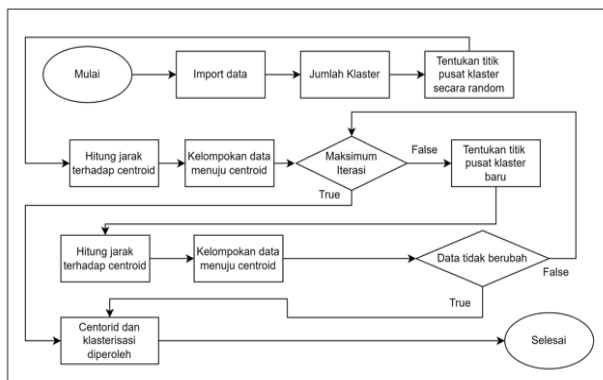 Mulai
Import data
Jumlah Klaster
Tentukan titik
pusat klaster
secara random
Hitung jarak
terhadap centroid
Kelompokan data
menuju centroid
Maksimum
Iterasi
False
True
Tentukan titik
pusat klaster
baru
Hitung jarak
terhadap centroid
Kelompokan data
menuju centroid
Data tidak berubah
False
True
Centorid dan
klasterisasi
diperoleh
Selesai